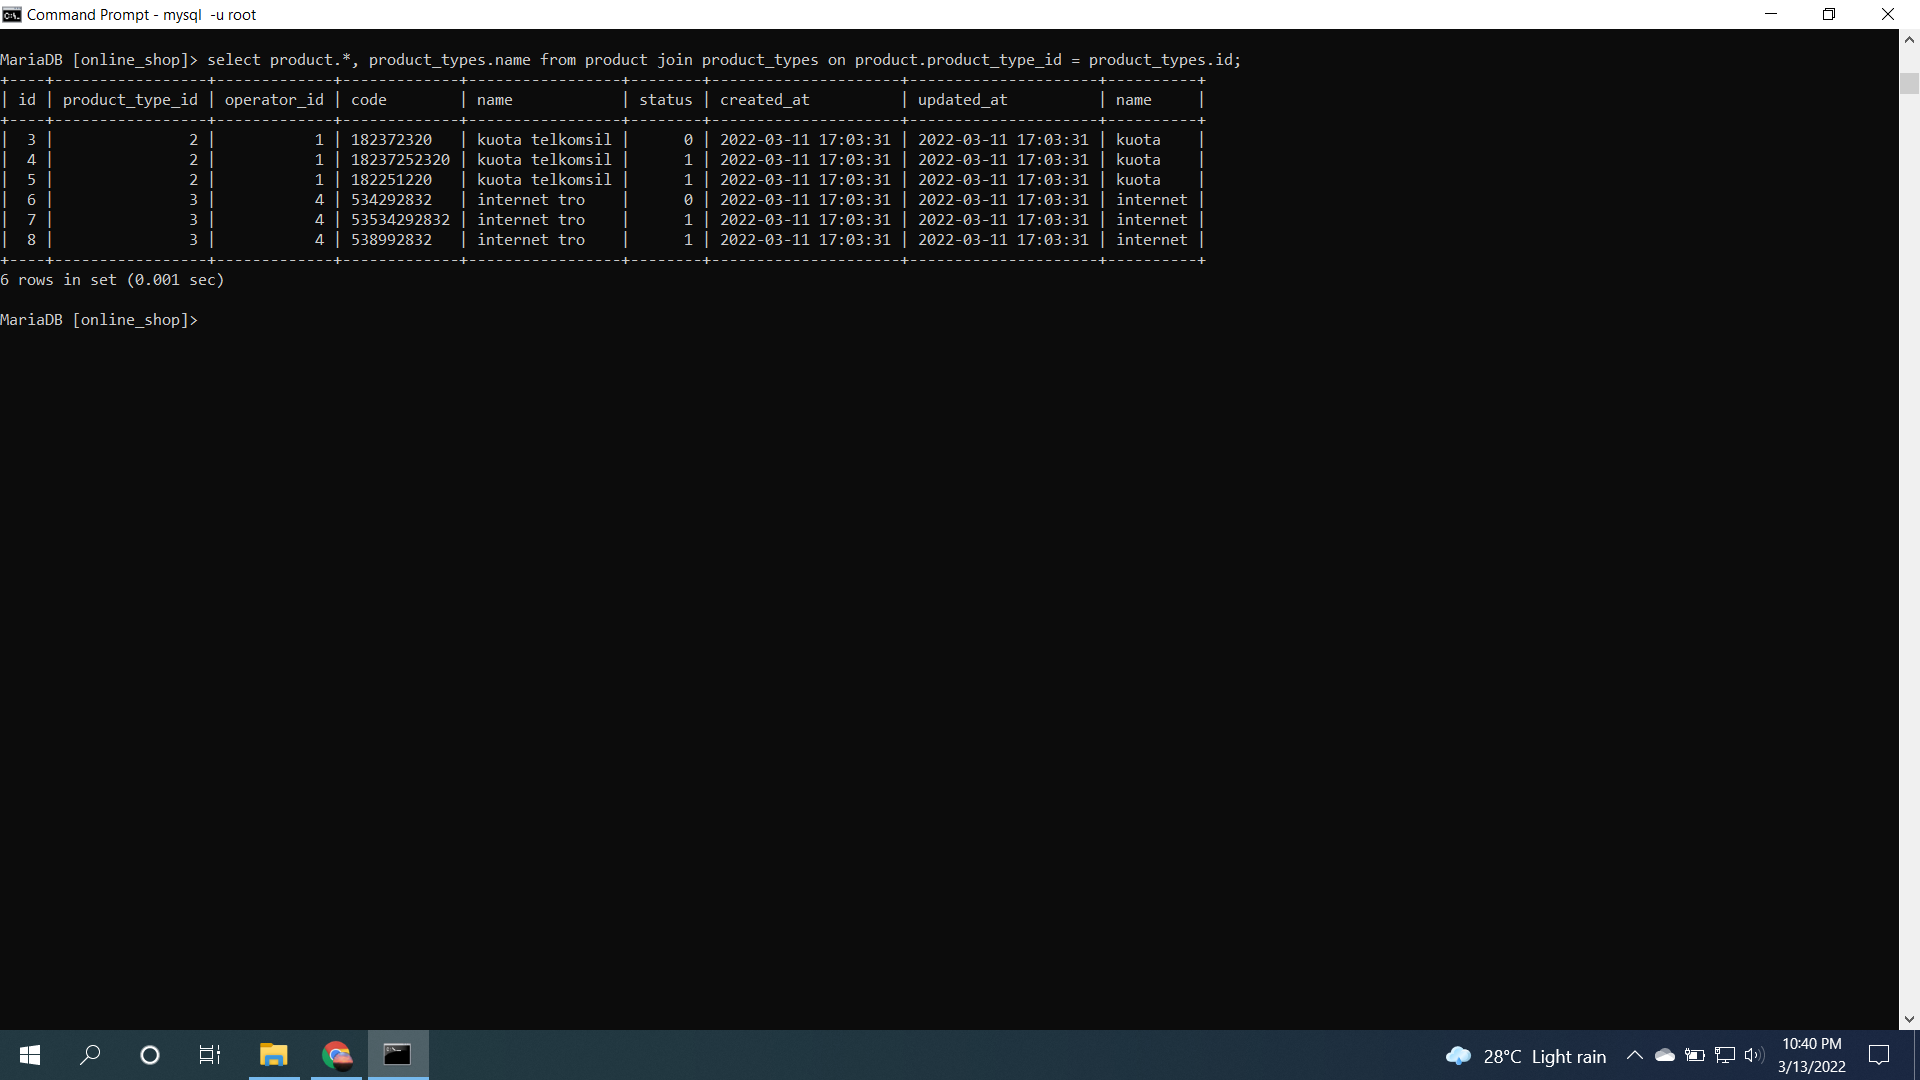 Command Prompt - mysql  -u root
MariaDB [online_shop]> select product.*, product_types.name from product join product_types on product.product_type_id = product_types.id;
+----+-----------------+-------------+-------------+-----------------+--------+---------------------+---------------------+----------+
| id | product_type_id | operator_id | code        | name            | status | created_at          | updated_at          | name     |
+----+-----------------+-------------+-------------+-----------------+--------+---------------------+---------------------+----------+
|  3 |               2 |           1 | 182372320   | kuota telkomsil |      0 | 2022-03-11 17:03:31 | 2022-03-11 17:03:31 | kuota    |
|  4 |               2 |           1 | 18237252320 | kuota telkomsil |      1 | 2022-03-11 17:03:31 | 2022-03-11 17:03:31 | kuota    |
|  5 |               2 |           1 | 182251220   | kuota telkomsil |      1 | 2022-03-11 17:03:31 | 2022-03-11 17:03:31 | kuota    |
|  6 |               3 |           4 | 534292832   | internet tro    |      0 | 2022-03-11 17:03:31 | 2022-03-11 17:03:31 | internet |
|  7 |               3 |           4 | 53534292832 | internet tro    |      1 | 2022-03-11 17:03:31 | 2022-03-11 17:03:31 | internet |
|  8 |               3 |           4 | 538992832   | internet tro    |      1 | 2022-03-11 17:03:31 | 2022-03-11 17:03:31 | internet |
+----+-----------------+-------------+-------------+-----------------+--------+---------------------+---------------------+----------+
6 rows in set (0.001 sec)
MariaDB [online_shop]>
28°C  Light rain
10:40 PM
3/13/2022